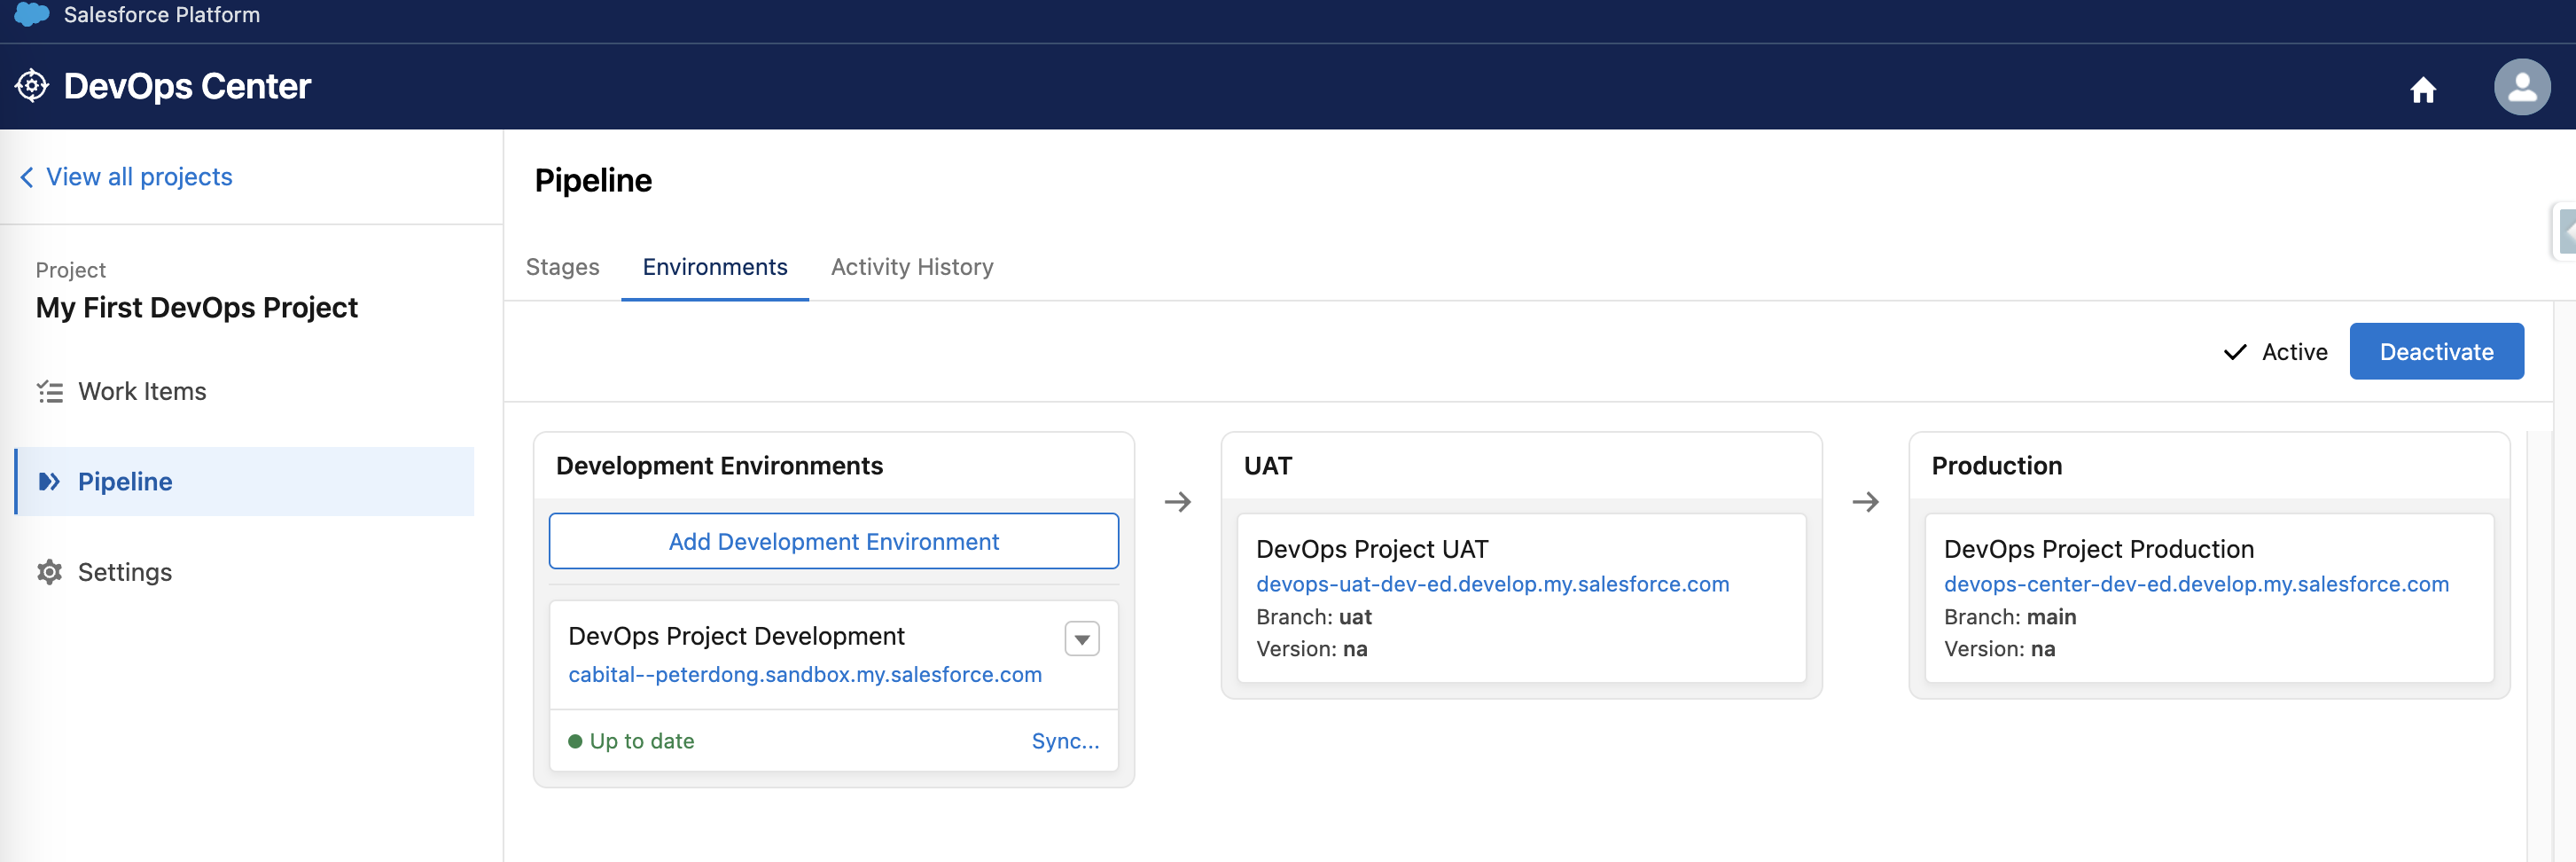 Salesforce Platform
DevOps Center
View all projects
Project
My First DevOps Project
Work Items
Pipeline
Settings
Pipeline
Stages
Environments
Activity History
Active
Deactivate
Development Environments
Add Development Environment
DevOps Project Development
cabital--peterdong.sandbox.my.salesforce.com
Up to date
Sync...
UAT
DevOps Project UAT
devops-uat-dev-ed.develop.my.salesforce.com
Branch: uat
Version: na
Production
DevOps Project Production
devops-center-dev-ed.develop.my.salesforce.com
Branch: main
Version: na